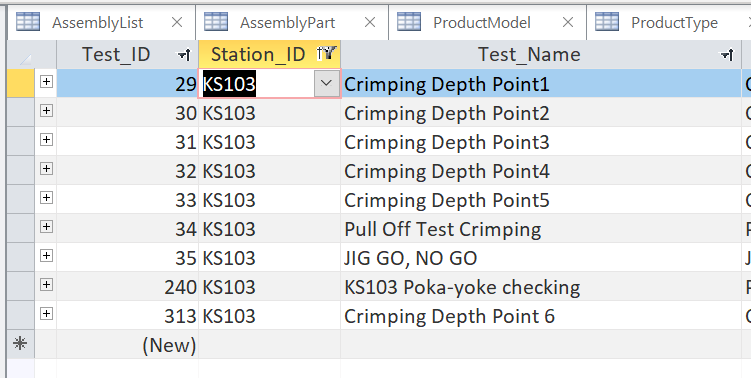 AssemblyList AssemblyPart ProductModel ProductType
Test_ID Station_ID Test_Name
29 KS103 Crimping Depth Point1
30 KS103 Crimping Depth Point2
31 KS103 Crimping Depth Point3
32 KS103 Crimping Depth Point4
33 KS103 Crimping Depth Point5
34 KS103 Pull Off Test Crimping
35 KS103 JIG GO, NO GO
240 KS103 KS103 Poka-yoke checking
313 KS103 Crimping Depth Point 6
(New)